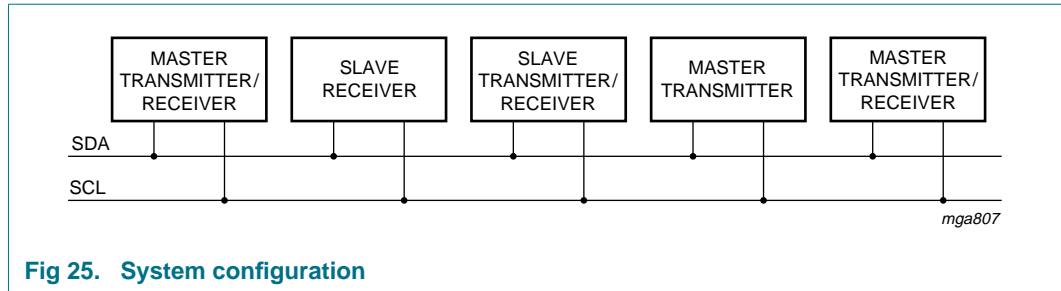 MASTER
TRANSMITTER/
RECEIVER
SLAVE
RECEIVER
SLAVE
TRANSMITTER/
RECEIVER
MASTER
TRANSMITTER
MASTER
TRANSMITTER/
RECEIVER
SDA
SCL
mga807
Fig 25. System configuration